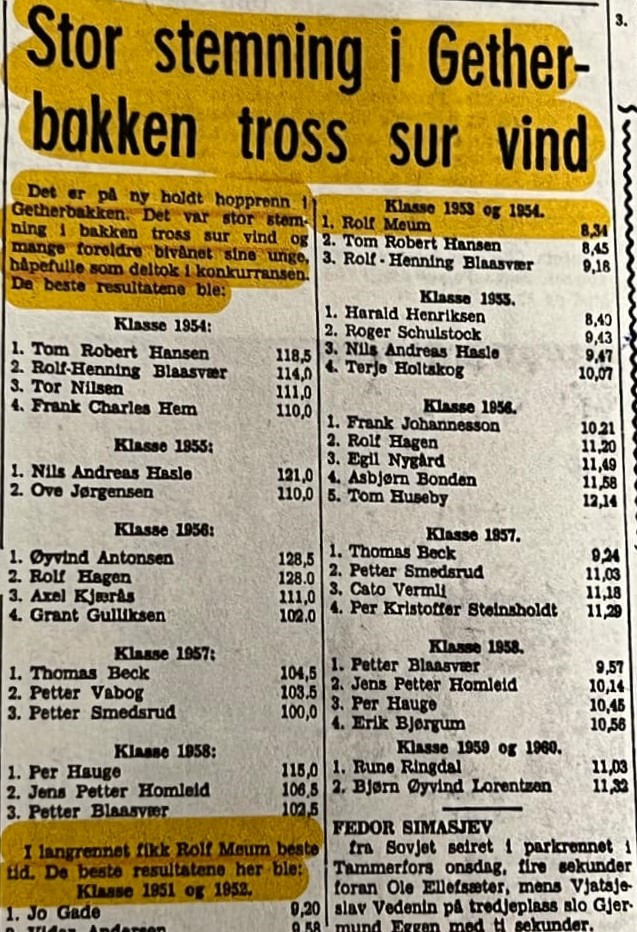 Stor stemning i Gether-
bakken tross sur vind
Det er på ny holdt hopprenn i
Getherbakken. Det var stor stem-
ning i bakken tross sur vind og
mange foreldre bivånet sine unge,
håpefulle som deltok i konkurransen.
De beste resultatene ble:
Klasse 1954:
1. Tom Robert Hansen 118,5
2. Rolf-Henning Blaasvær 114,0
3. Tor Nilsen 111,0
4. Frank Charles Hem 110,0
Klasse 1955:
1. Nils Andreas Hasle 121,0
2. Ove Jørgensen 110,0
Klasse 1956:
1. Øyvind Antonsen 128,5
2. Rolf Hagen 128.0
3. Axel Kjærås 111,0
4. Grant Gulliksen 102.0
Klasse 1957:
1. Thomas Beck 104,5
2. Petter Vabog 103.5
3. Petter Smedsrud 100,0
Klasse 1958:
1. Per Hauge 115,0
2. Jens Petter Homleid 106,5
3. Petter Blaasvær 102,5
I langrennet fikk Rolf Meum beste
tid. De beste resultatene her ble:
Klasse 1951 og 1952.
1. Jo Gade 9,20
Andersen 9,58
Klasse 1953 og 1954.
1. Rolf Meum 8,34
2. Tom Robert Hansen 8,45
3. Rolf-Henning Blaasvær 9,18
Klasse 1955.
1. Harald Henriksen 8,40
2. Roger Schulstock 9,43
3. Nils Andreas Hasle 9,47
4. Terje Holtskog 10,07
Klasse 1956.
1. Frank Johannesson 10,21
2. Rolf Hagen 11,20
3. Egil Nygård 11,49
4. Asbjørn Bonden 11,58
5. Tom Huseby 12,14
Klasse 1957.
1. Thomas Beck 9,24
2. Petter Smedsrud 11,03
3. Cato Vermli 11,18
4. Per Kristoffer Steinsholdt 11,29
Klasse 1958.
1. Petter Blaasvær 9,57
2. Jens Petter Homleid 10,14
3. Per Hauge 10,45
4. Erik Bjørgum 10,56
Klasse 1959 og 1960.
1. Rune Ringdal 11,03
2. Bjørn Øyvind Lorentzen 11,32
FEDOR SIMASJEV
fra Sovjet seiret i parkrennet i
Tammerfors onsdag, fire sekunder
foran Ole Ellefsæter, mens Vjatsje-
slav Vedenin på tredjeplass slo Gjer-
mund Eggen med ti sekunder.
3.